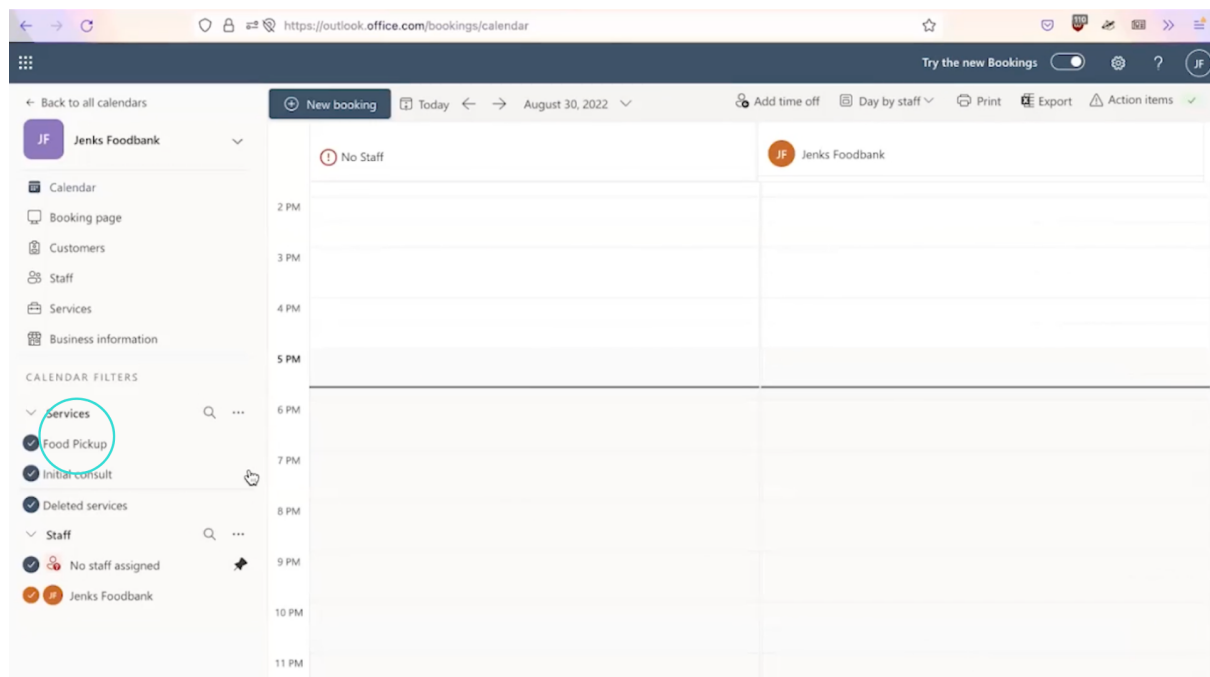 https://outlook.office.com/bookings/calendar
110
Try the new Bookings
?
JF
Back to all calendars
New booking
Today
August 30, 2022
Add time off
Day by staff
Print
Export
Action items
JF
Jenks Foodbank
No Staff
JF
Jenks Foodbank
Calendar
Booking page
Customers
Staff
Services
Business information
CALENDAR FILTERS
Services
Food Pickup
Initial consult
Deleted services
Staff
No staff assigned
JF
Jenks Foodbank
2 PM
3 PM
4 PM
5 PM
6 PM
7 PM
8 PM
9 PM
10 PM
11 PM